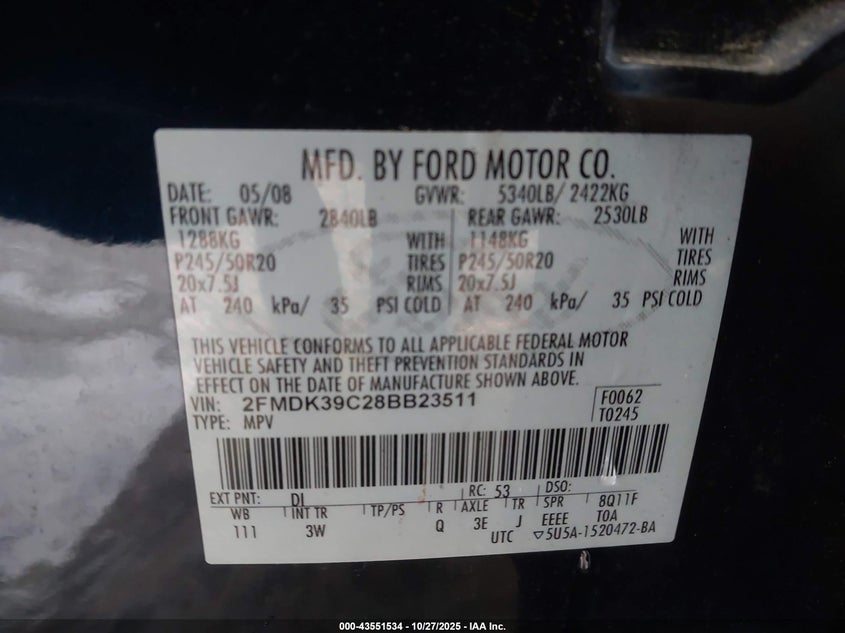 MFD. BY FORD MOTOR CO.
DATE: 05/08 GVWR: 5340LB/ 2422KG
FRONT GAWR: 2840LB REAR GAWR: 2530LB
1288KG WITH 1148KG WITH
P245/50R20 TIRES P245/50R20 TIRES
20x7.5J RIMS 20x7.5J RIMS
AT 240 kPa/ 35 PSI COLD AT 240 kPa/ 35 PSI COLD
THIS VEHICLE CONFORMS TO ALL APPLICABLE FEDERAL MOTOR
VEHICLE SAFETY AND THEFT PREVENTION STANDARDS IN
EFFECT ON THE DATE OF MANUFACTURE SHOWN ABOVE.
VIN: 2FMDK39C28BB23511 F0062
TYPE: MPV T0245
EXT PNT: DI RC: 53 DSO:
WB INT TR TP/PS R AXLE TR SPR 8Q11F
111 3W Q 3E J EEEE TOA
UTC ▽5U5A-1520472-BA
000-43551534 - 10/27/2025 - IAA Inc.